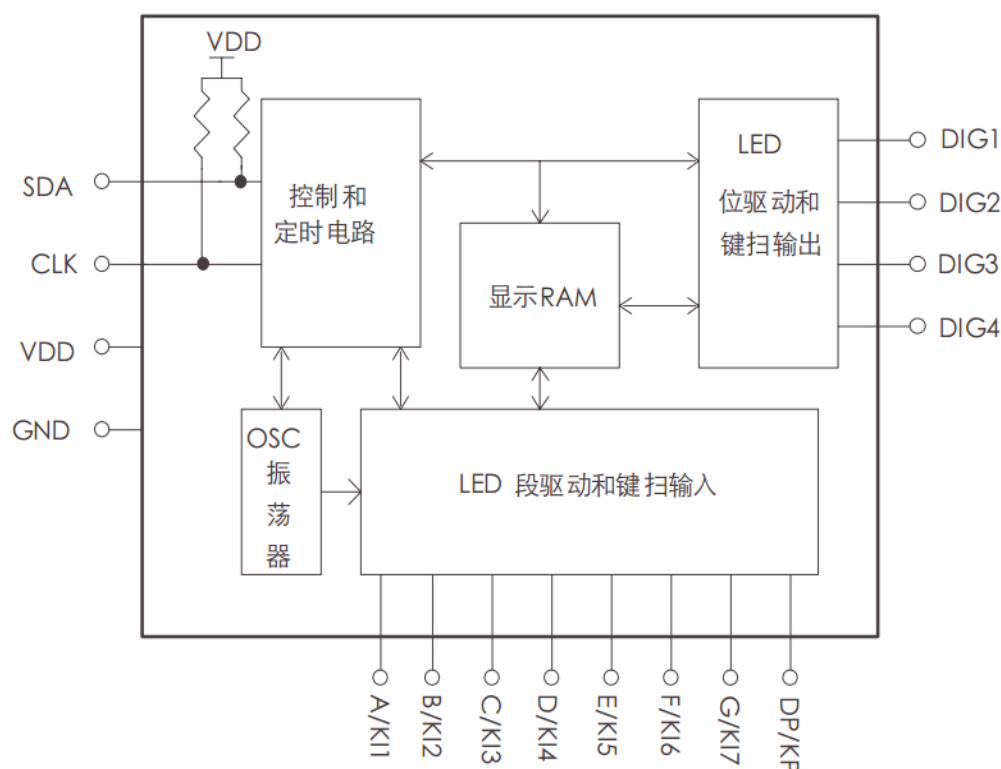 VDD
SDA
CLK
VDD
GND
控制和
定时电路
LED
位驱动和
键扫输出
DIG1
DIG2
DIG3
DIG4
显示RAM
OSC
振
荡
器
LED 段驱动和键扫输入
A/KI1
B/KI2
C/KI3
D/KI4
E/KI5
F/KI6
G/KI7